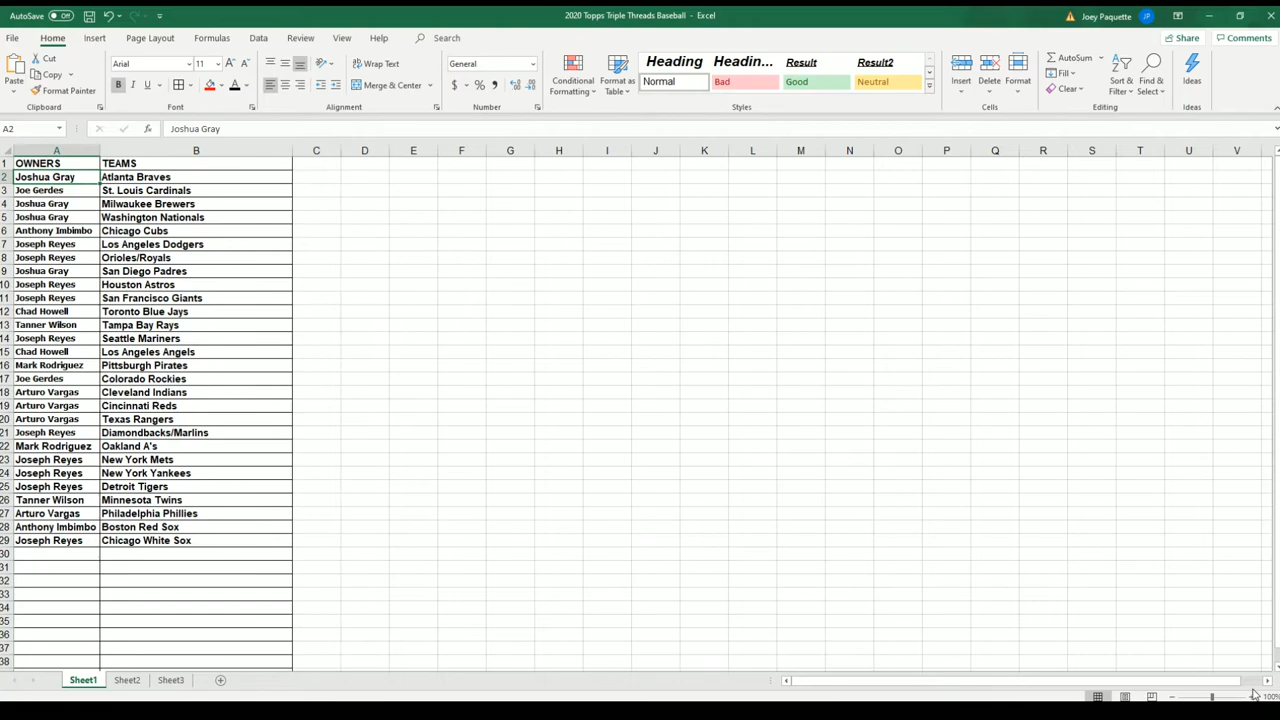 AutoSave Off 2020 Topps Triple Threads Baseball - Excel Joey Paquette JP
File Home Insert Page Layout Formulas Data Review View Help Search Share Comments
Paste Cut Copy Format Painter Clipboard
Arial 11 A A B I U A Font
Wrap Text Merge & Center Alignment
General $ % Number
Conditional Formatting Format as Table
Heading Headin... Result Result2
Normal Bad Good Neutral Styles
Insert Delete Format Cells
AutoSum Fill Clear Sort & Filter Find & Select Editing
Ideas Ideas
A2 fx Joshua Gray
A B C D E F G H I J K L M N O P Q R S T U V
1 OWNERS TEAMS
2 Joshua Gray Atlanta Braves
3 Joe Gerdes St. Louis Cardinals
4 Joshua Gray Milwaukee Brewers
5 Joshua Gray Washington Nationals
6 Anthony Imbimbo Chicago Cubs
7 Joseph Reyes Los Angeles Dodgers
8 Joseph Reyes Orioles/Royals
9 Joshua Gray San Diego Padres
10 Joseph Reyes Houston Astros
11 Joseph Reyes San Francisco Giants
12 Chad Howell Toronto Blue Jays
13 Tanner Wilson Tampa Bay Rays
14 Joseph Reyes Seattle Mariners
15 Chad Howell Los Angeles Angels
16 Mark Rodriguez Pittsburgh Pirates
17 Joe Gerdes Colorado Rockies
18 Arturo Vargas Cleveland Indians
19 Arturo Vargas Cincinnati Reds
20 Arturo Vargas Texas Rangers
21 Joseph Reyes Diamondbacks/Marlins
22 Mark Rodriguez Oakland A's
23 Joseph Reyes New York Mets
24 Joseph Reyes New York Yankees
25 Joseph Reyes Detroit Tigers
26 Tanner Wilson Minnesota Twins
27 Arturo Vargas Philadelphia Phillies
28 Anthony Imbimbo Boston Red Sox
29 Joseph Reyes Chicago White Sox
30
31
32
33
34
35
36
37
38
Sheet1 Sheet2 Sheet3
100%